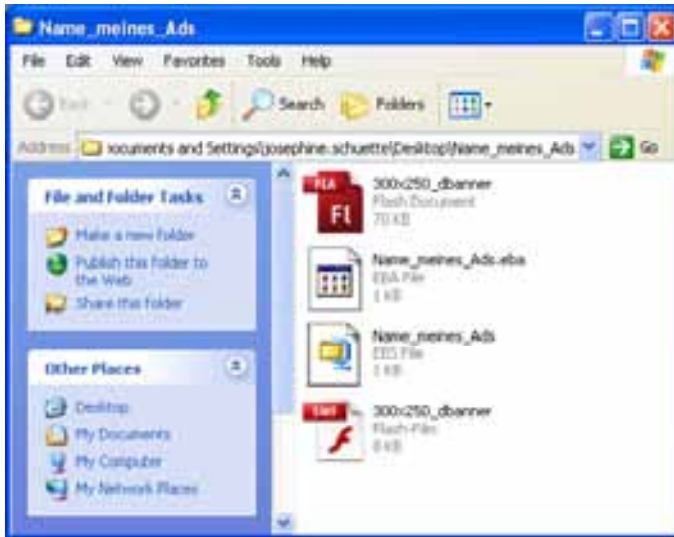 Name_meines_Ads
File Edit View Favorites Tools Help
Back Search Folders
Address ocuments and Settings\josephine.schuette\Desktop\Name_meines_Ads Go
File and Folder Tasks
Make a new folder
Publish this folder to
the Web
Share this folder
Other Places
Desktop
My Documents
My Computer
My Network Places
FLA
Fl
300x250_dbanner
Flash Document
70 KB
Name_meines_Ads.eba
EBA File
1 KB
Name_meines_Ads
EBS File
1 KB
SWF
300x250_dbanner
Flash-Film
8 KB